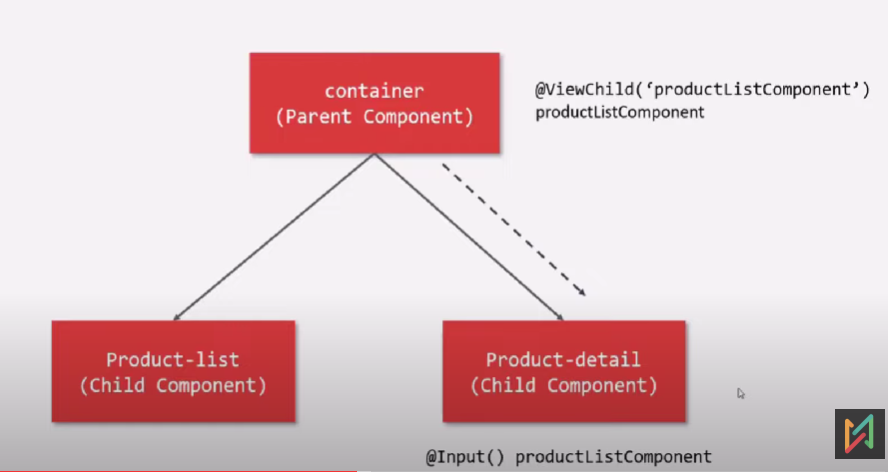 container
(Parent Component)
@ViewChild(‘productListComponent’)
productListComponent
Product-list
(Child Component)
Product-detail
(Child Component)
@Input() productListComponent